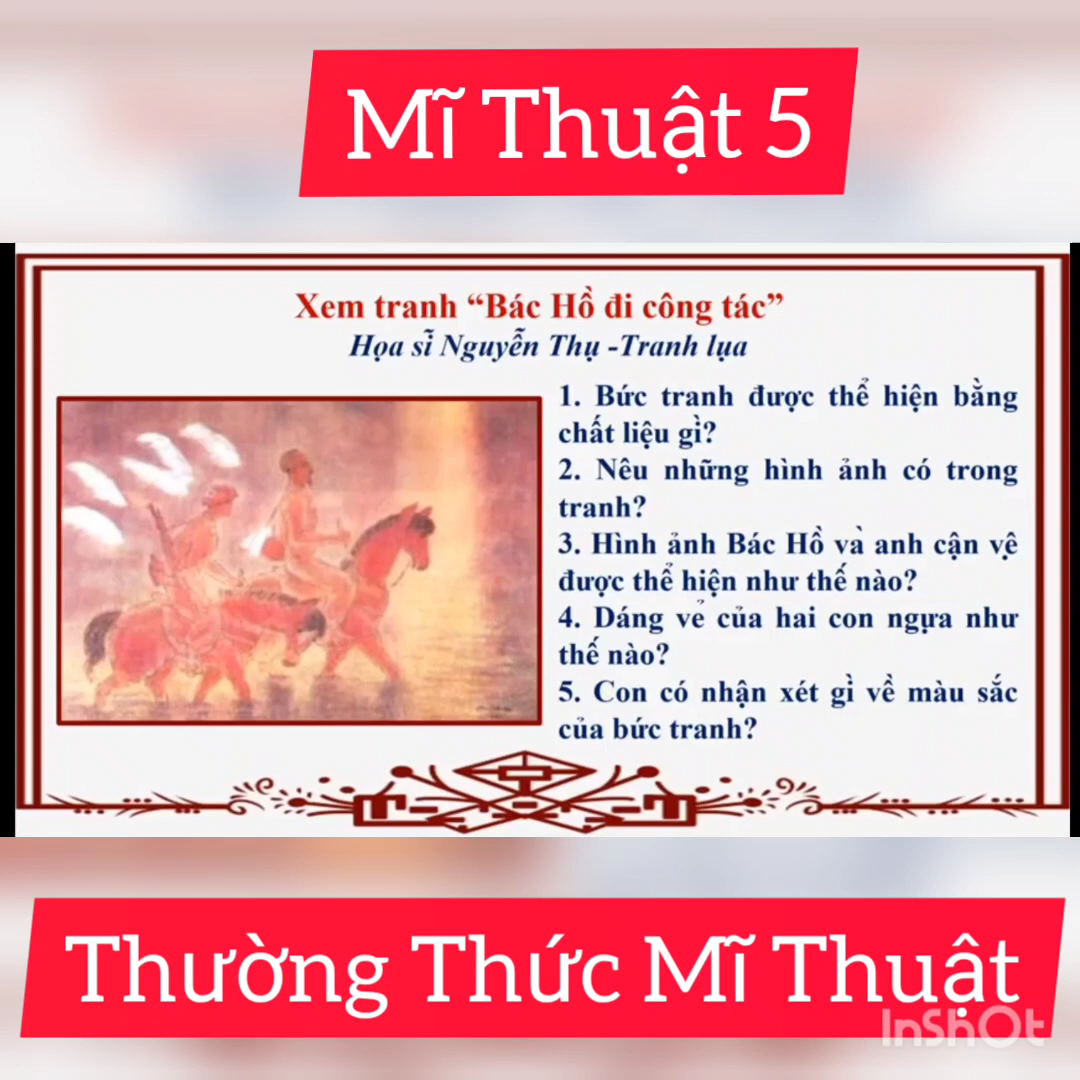 Mĩ Thuật 5
Xem tranh “Bác Hồ đi công tác”
Họa sĩ Nguyễn Thụ -Tranh lụa
1. Bức tranh được thể hiện bằng
chất liệu gì?
2. Nêu những hình ảnh có trong
tranh?
3. Hình ảnh Bác Hồ và anh cận vệ
được thể hiện như thế nào?
4. Dáng vẻ của hai con ngựa như
thế nào?
5. Con có nhận xét gì về màu sắc
của bức tranh?
Thường Thức Mĩ Thuật
InShOt